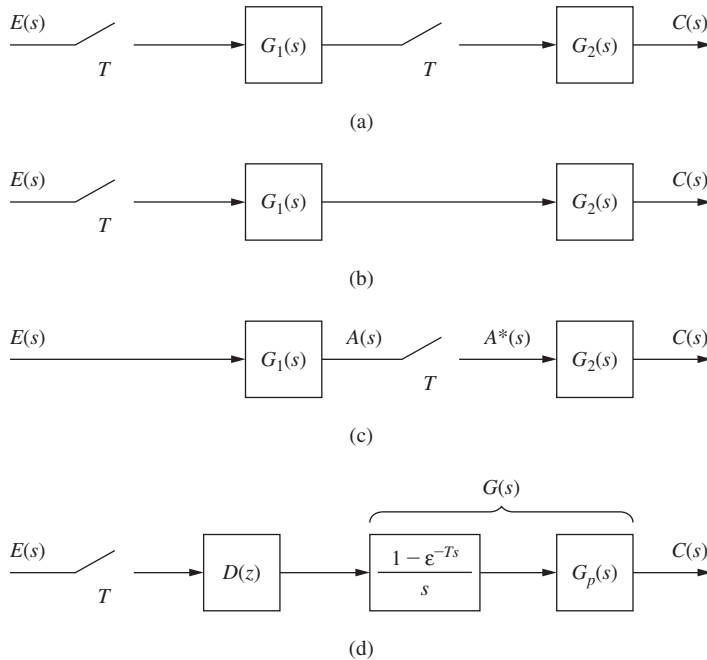 E(s) T G₁(s) T G₂(s) C(s)
(a)
E(s) T G₁(s) G₂(s) C(s)
(b)
E(s) G₁(s) A(s) T A*(s) G₂(s) C(s)
(c)
G(s)
E(s) T D(z) 1 − ε⁻ᵀˢ / s Gₚ(s) C(s)
(d)